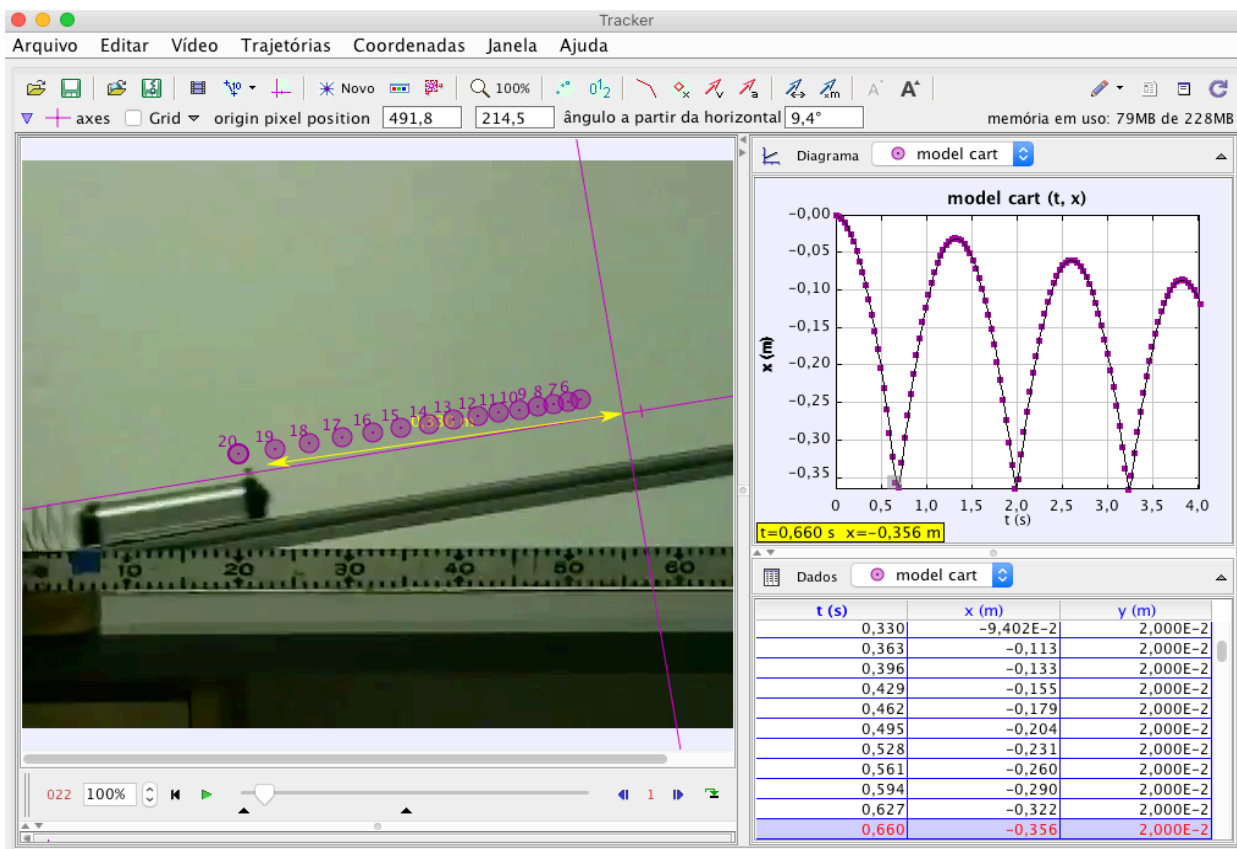 Tracker
Arquivo Editar Vídeo Trajetórias Coordenadas Janela Ajuda
Novo 100%
axes Grid origin pixel position 491,8 214,5 ângulo a partir da horizontal 9,4° memória em uso: 79MB de 228MB
Diagrama model cart
model cart (t, x)
-0,00
-0,05
-0,10
-0,15
-0,20
-0,25
-0,30
-0,35
x (m)
0 0,5 1,0 1,5 2,0 2,5 3,0 3,5 4,0
t (s)
t=0,660 s x=-0,356 m
20 19 18 17 16 15 14 13 12 11 10 9 8 7 6
10 20 30 40 50 60
Dados model cart
t (s) x (m) y (m)
0,330 -9,402E-2 2,000E-2
0,363 -0,113 2,000E-2
0,396 -0,133 2,000E-2
0,429 -0,155 2,000E-2
0,462 -0,179 2,000E-2
0,495 -0,204 2,000E-2
0,528 -0,231 2,000E-2
0,561 -0,260 2,000E-2
0,594 -0,290 2,000E-2
0,627 -0,322 2,000E-2
0,660 -0,356 2,000E-2
022 100% 1